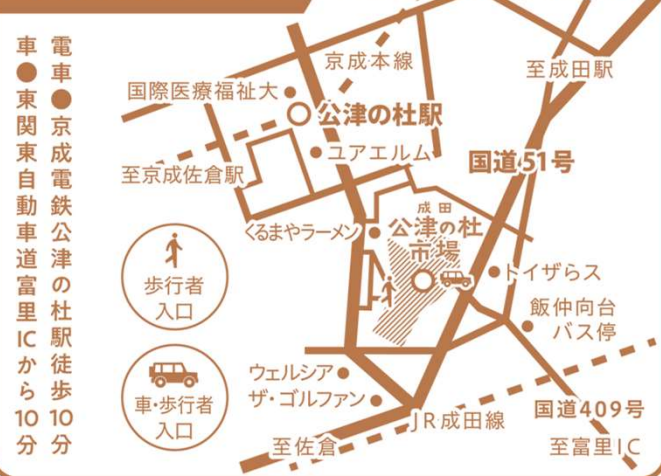 電車●京成電鉄公津の杜駅徒歩10分
車●東関東自動車道富里ICから10分
京成本線
至成田駅
国際医療福祉大
公津の杜駅
ユアエルム
国道51号
至京成佐倉駅
成田
公津の杜
市場
くるまやラーメン
トイザらス
歩行者
入口
飯仲向台
バス停
ウェルシア
ザ・ゴルファン
車・歩行者
入口
JR成田線
国道409号
至佐倉
至富里IC